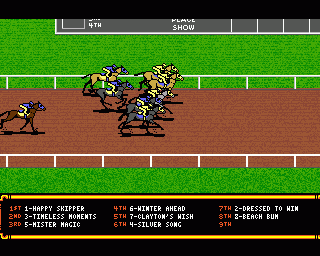 PLACE
4TH SHOW
1ST 1-HAPPY SKIPPER 4TH 6-WINTER AHEAD 7TH 2-DRESSED TO WIN
2ND 3-TIMELESS MOMENTS 5TH 7-CLAYTON'S WISH 8TH 8-BEACH BUM
3RD 5-MISTER MAGIC 6TH 4-SILVER SONG 9TH